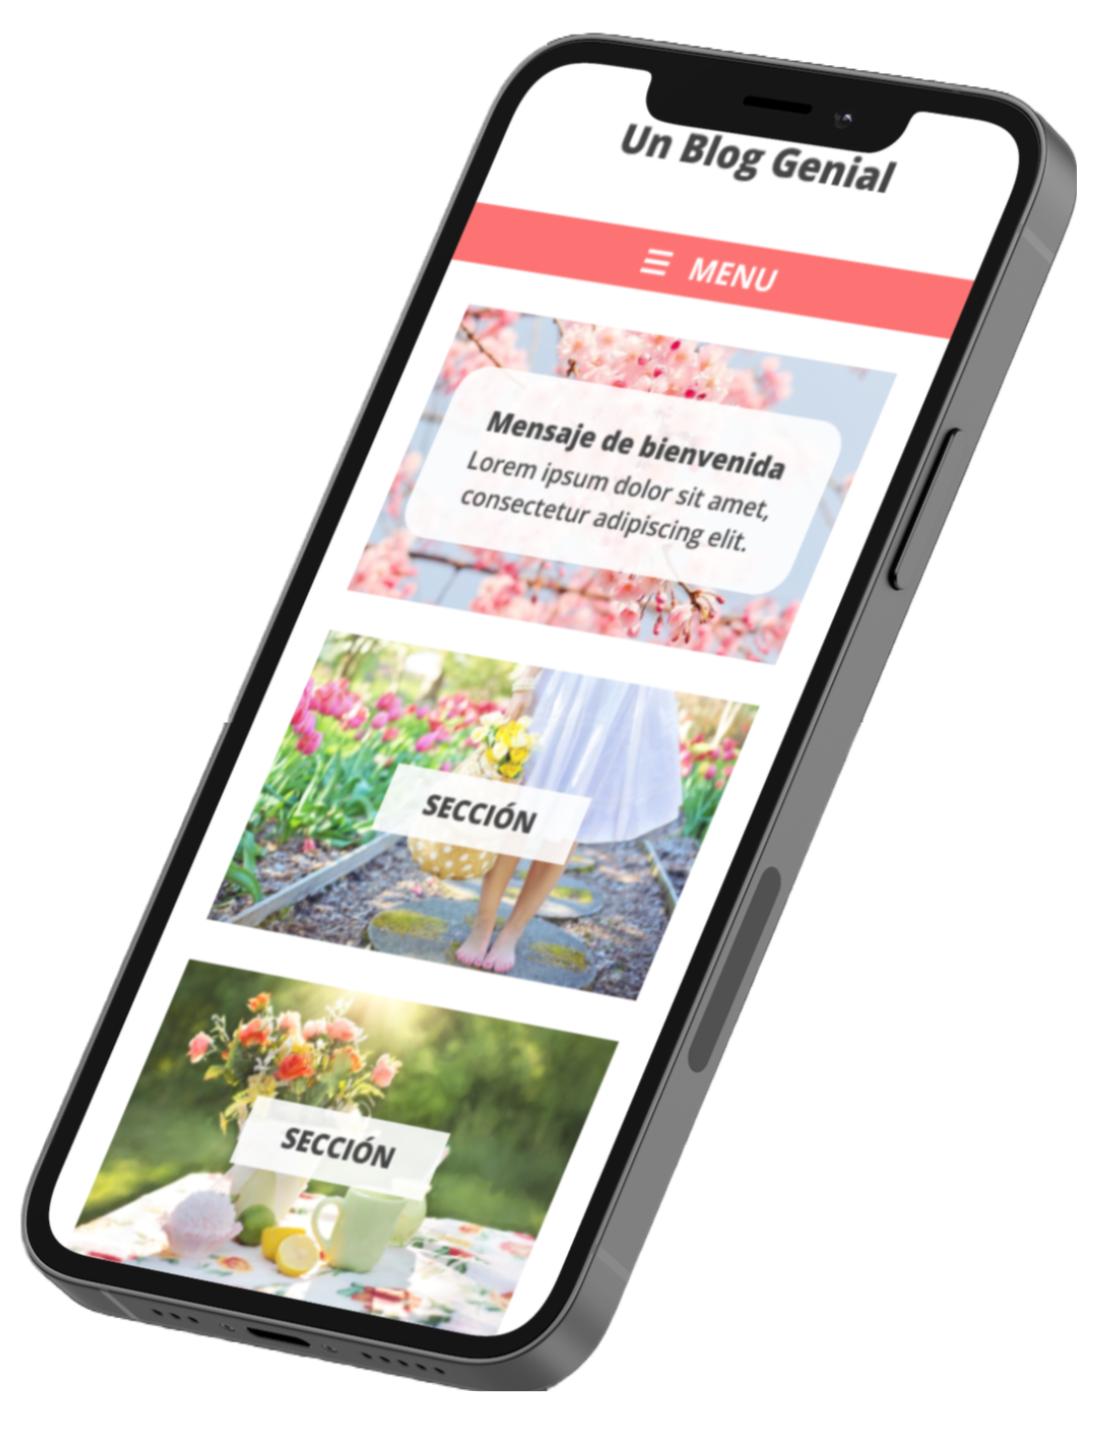 Un Blog Genial
MENU
Mensaje de bienvenida
Lorem ipsum dolor sit amet,
consectetur adipiscing elit.
SECCIÓN
SECCIÓN